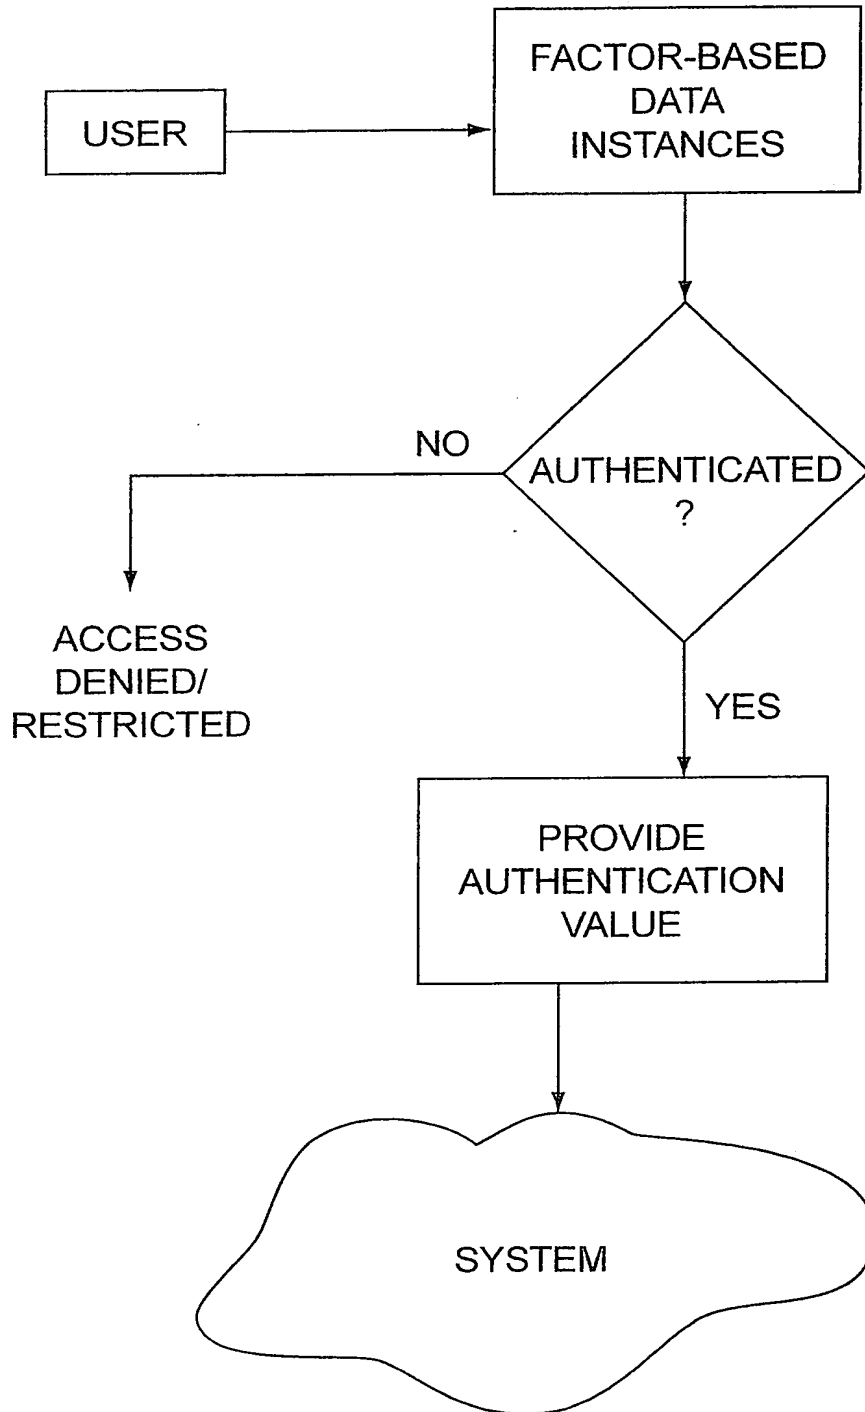 FACTOR-BASED
DATA
INSTANCES
USER
NO
AUTHENTICATED
?
ACCESS
DENIED/
RESTRICTED
YES
PROVIDE
AUTHENTICATION
VALUE
SYSTEM